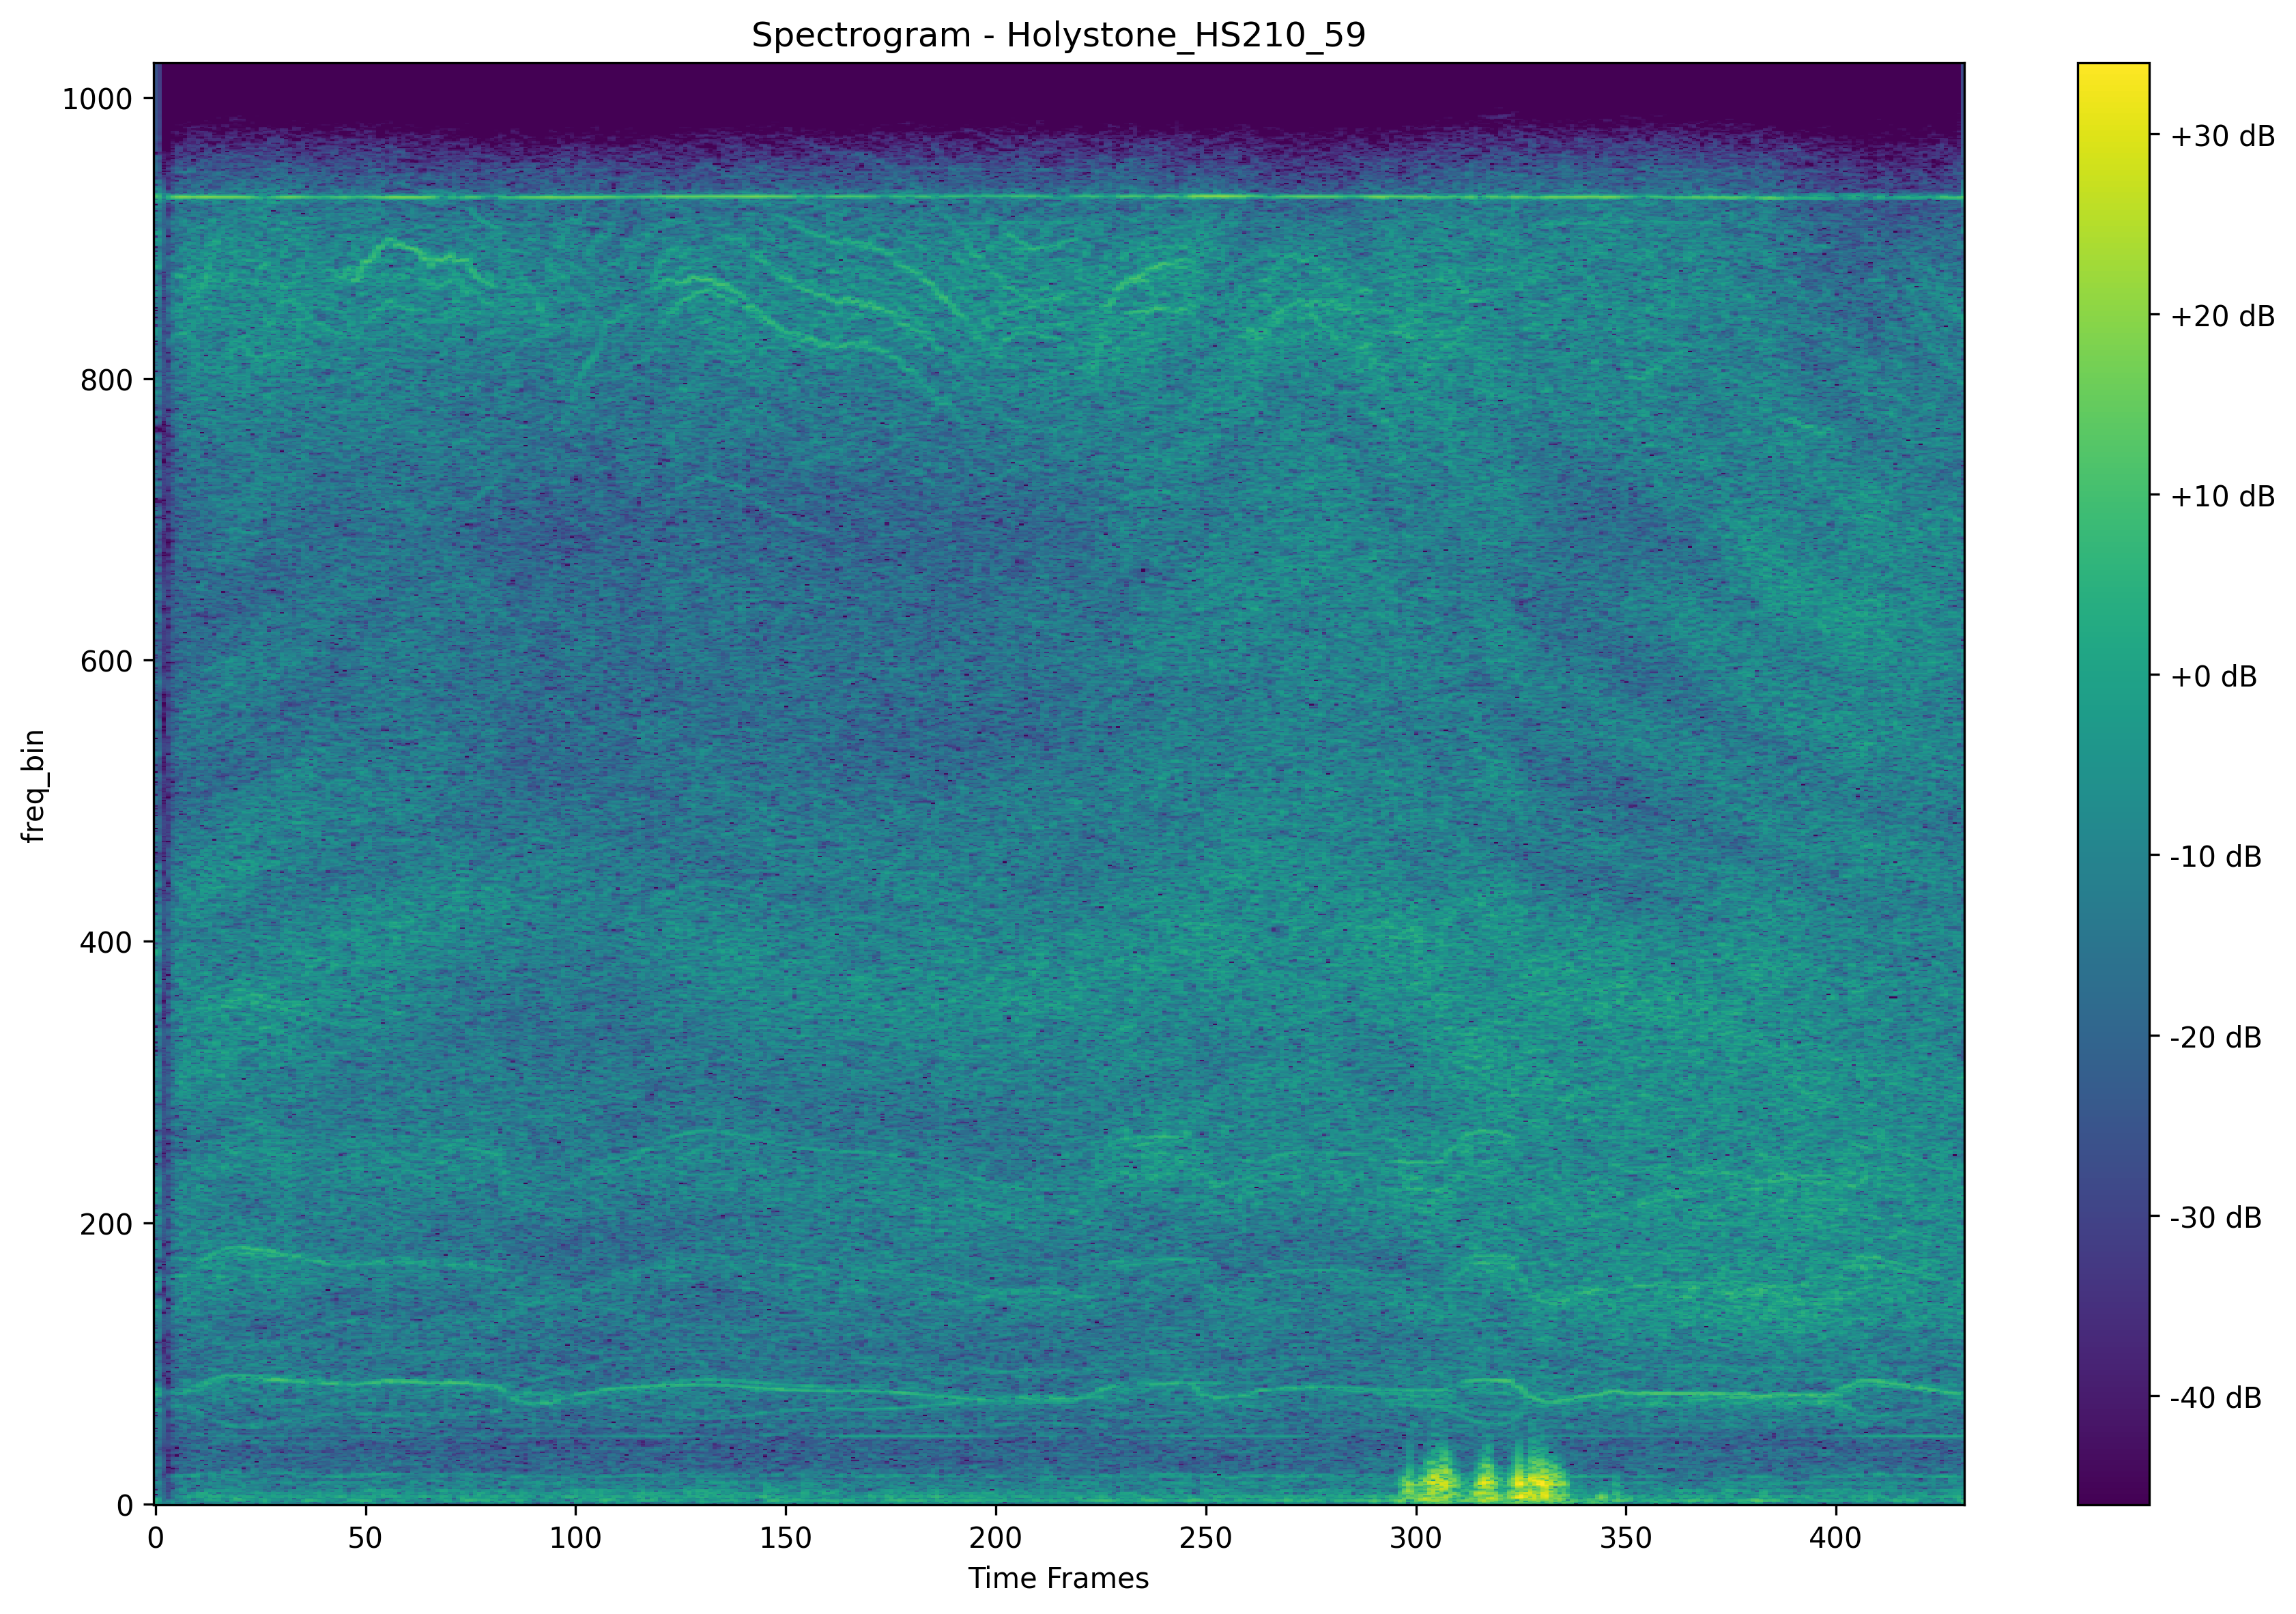 Spectrogram - Holystone_HS210_59
1000
800
600
400
200
0
freq_bin
0 50 100 150 200 250 300 350 400
Time Frames
+30 dB
+20 dB
+10 dB
+0 dB
-10 dB
-20 dB
-30 dB
-40 dB